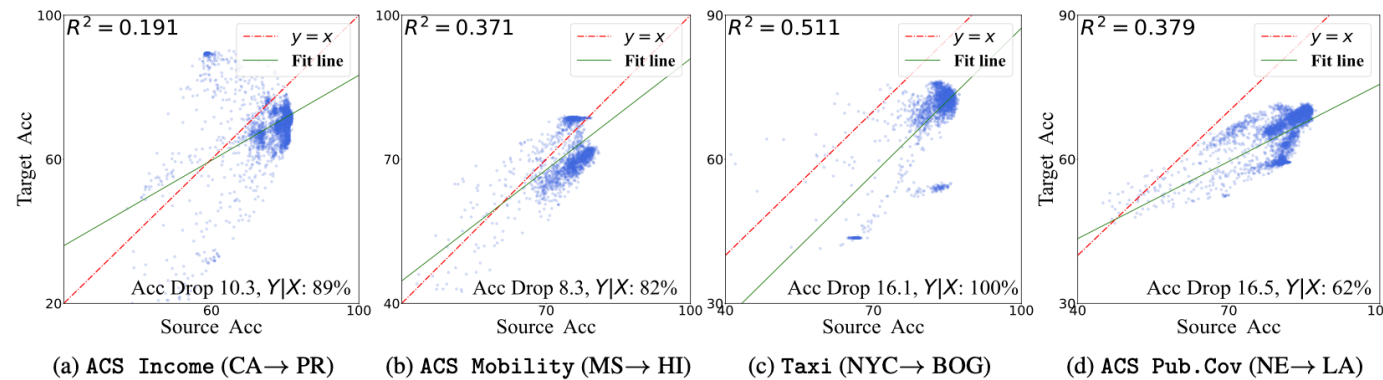 R² = 0.191
y = x
Fit line
100
60
20
60
100
Target Acc
Source Acc
Acc Drop 10.3, Y|X: 89%
(a) ACS Income (CA→ PR)
R² = 0.371
y = x
Fit line
100
70
40
70
100
Source Acc
Acc Drop 8.3, Y|X: 82%
(b) ACS Mobility (MS→ HI)
R² = 0.511
y = x
Fit line
90
60
30
40
70
100
Source Acc
Acc Drop 16.1, Y|X: 100%
(c) Taxi (NYC→ BOG)
R² = 0.379
y = x
Fit line
90
60
30
40
70
100
Target Acc
Source Acc
Acc Drop 16.5, Y|X: 62%
(d) ACS Pub.Cov (NE→ LA)